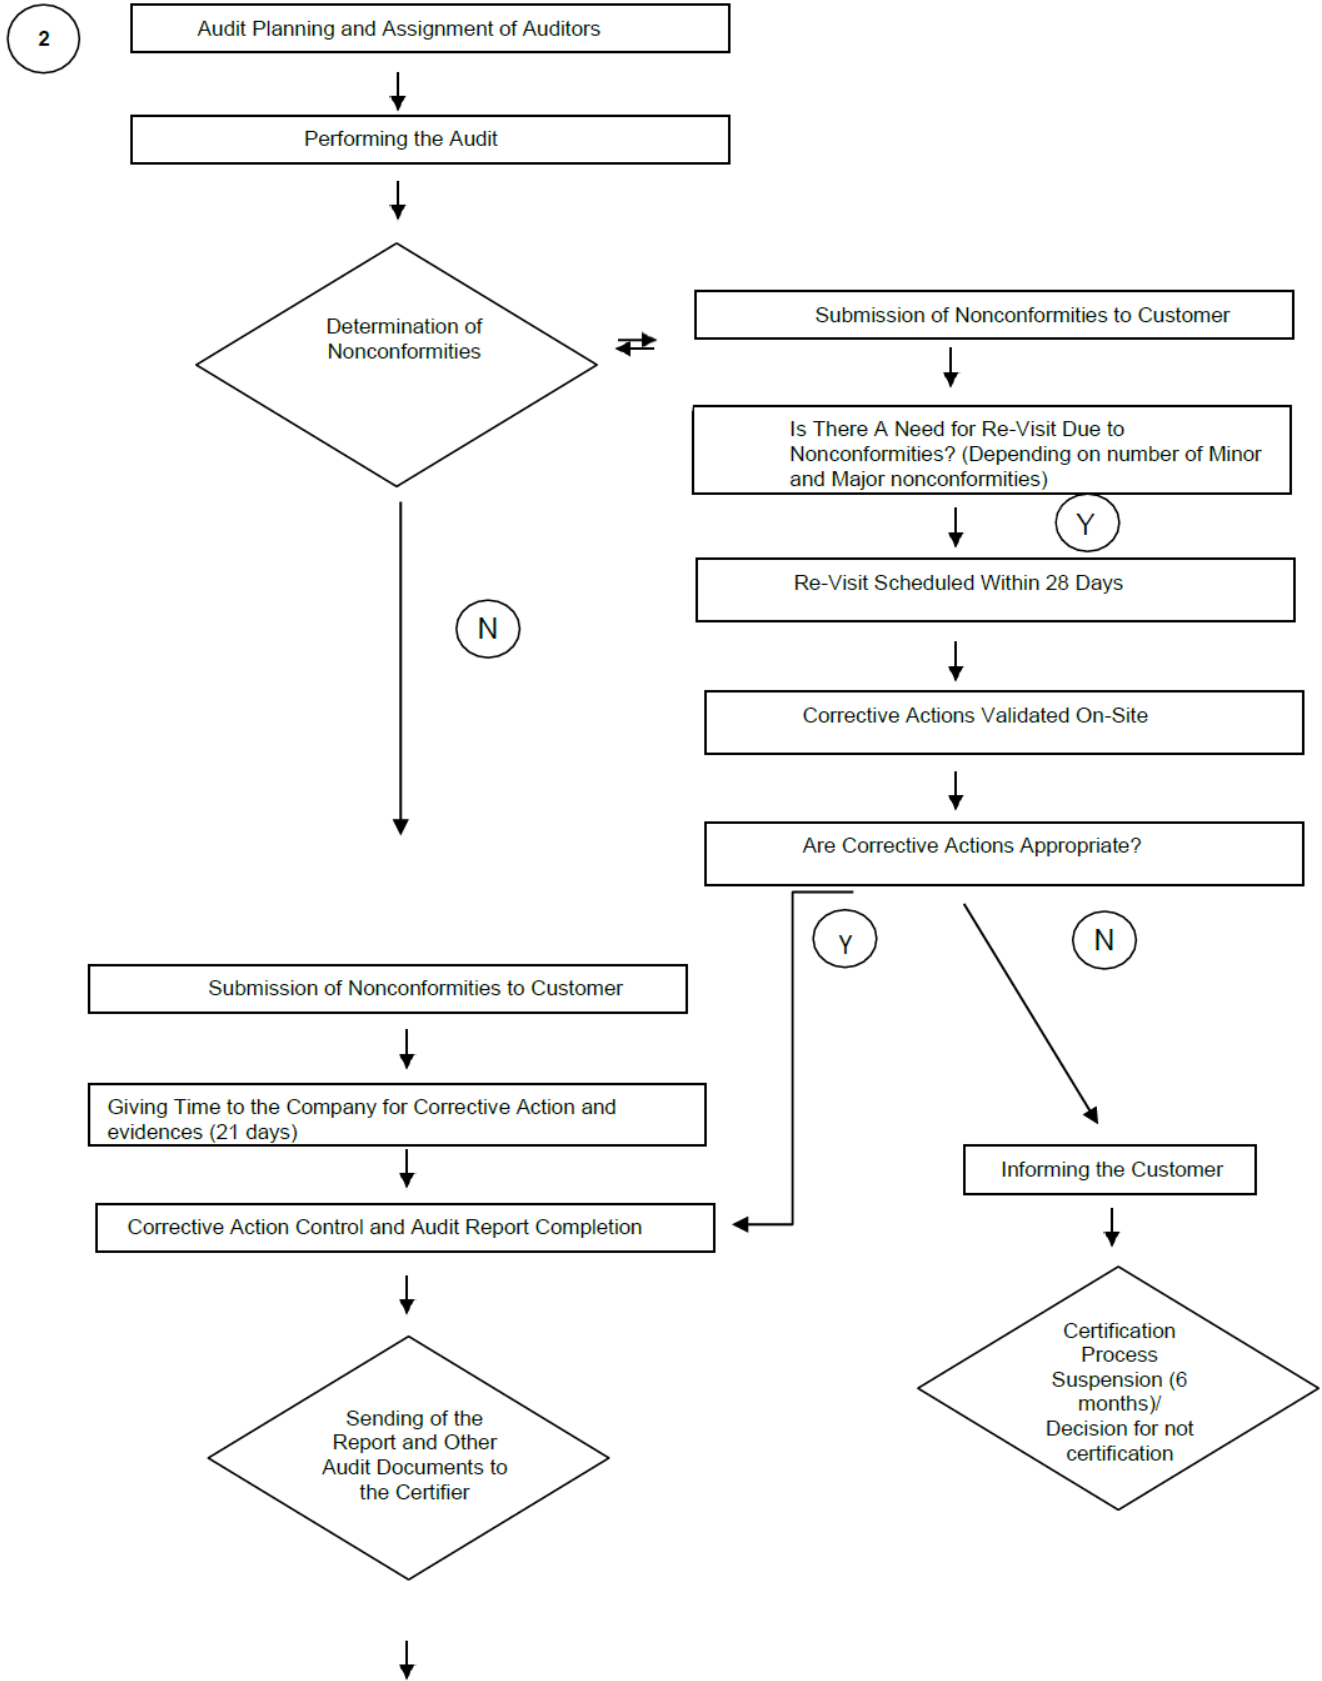 2
Audit Planning and Assignment of Auditors
Performing the Audit
Determination of
Nonconformities
Submission of Nonconformities to Customer
Is There A Need for Re-Visit Due to
Nonconformities? (Depending on number of Minor
and Major nonconformities)
Y
Re-Visit Scheduled Within 28 Days
N
Corrective Actions Validated On-Site
Are Corrective Actions Appropriate?
Y
N
Submission of Nonconformities to Customer
Giving Time to the Company for Corrective Action and
evidences (21 days)
Informing the Customer
Corrective Action Control and Audit Report Completion
Certification
Process
Suspension (6
months)/
Decision for not
certification
Sending of the
Report and Other
Audit Documents to
the Certifier